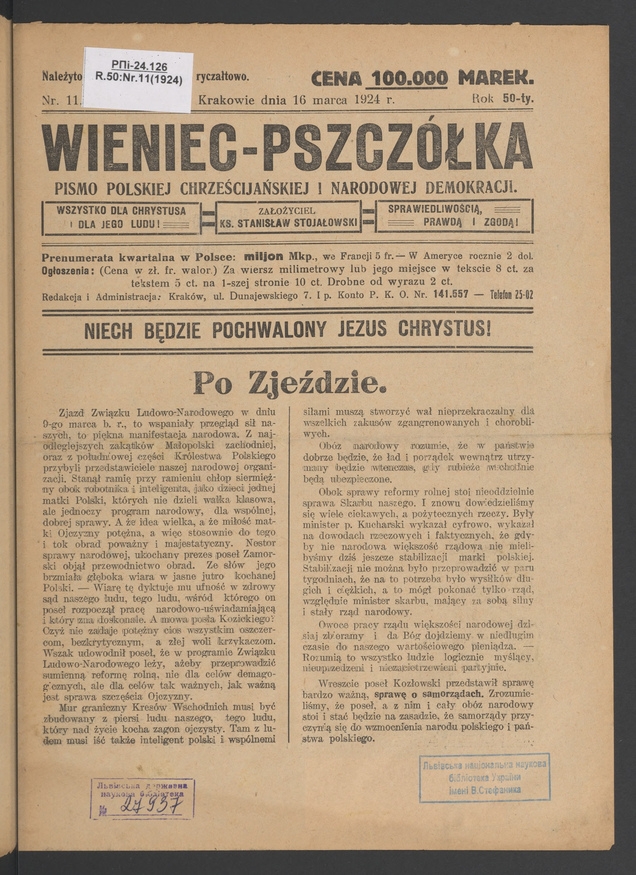 РПі-24.126
R.50:Nr.11(1924)
Należyto ryczałtowo.
CENA 100.000 MAREK.
Nr. 11. Krakowie dnia 16 marca 1924 r. Rok 50-ty.
WIENIEC-PSZCZÓŁKA
PISMO POLSKIEJ CHRZEŚCIJAŃSKIEJ I NARODOWEJ DEMOKRACJI.
WSZYSTKO DLA CHRYSTUSA
I DLA JEGO LUDU!
ZAŁOŻYCIEL
KS. STANISŁAW STOJAŁOWSKI
SPRAWIEDLIWOŚCIĄ,
PRAWDĄ I ZGODĄ!
Prenumerata kwartalna w Polsce: miljon Mkp., we Francji 5 fr.— W Ameryce rocznie 2 dol.
Ogłoszenia: (Cena w zł. fr. walor.) Za wiersz milimetrowy lub jego miejsce w tekscie 8 ct. za
tekstem 5 ct. na 1-szej stronie 10 ct. Drobne od wyrazu 2 ct.
Redakcja i Administracja: Kraków, ul. Dunajewskiego 7. I p. Konto P. K. O. Nr. 141.557 — Telefon 25-02
NIECH BĘDZIE POCHWALONY JEZUS CHRYSTUS!
Po Zjeździe.
Zjazd Związku Ludowo-Narodowego w dniu
9-go marca b. r., to wspaniały przegląd sił na-
szych, to piękna manifestacja narodowa. Z naj-
odleglejszych zakątków Małopolski zachodniej,
oraz z południowej części Królestwa Polskiego
przybyli przedstawiciele naszej narodowej organi-
zacji. Stanął ramię przy ramieniu chłop siermięż-
ny obok robotnika i inteligenta, jako dzieci jednej
matki Polski, których nie dzieli walka klasowa,
ale jednoczy program narodowy, dla wspólnej,
dobrej sprawy. A że idea wielka, a że miłość mat-
ki Ojczyzny potężna, a więc stosownie do tego
i tok obrad poważny i majestatyczny. Nestor
sprawy narodowej, ukochany prezes poseł Zamor-
ski objął przewodnictwo obrad. Ze słów jego
brzmiała głęboka wiara w jasne jutro kochanej
Polski. — Wiarę tę dyktuje mu ufność w zdrowy
sąd naszego ludu, tego ludu, wśród którego on
poseł rozpoczął pracę narodowo-uświadamiającą
i który zna doskonale. A mowa posła Kozickiego?
Czyż nie zadaje potężny cios wszystkim oszczer-
com, bezkrytycznym, a złej woli krzykaczom.
Wszak udowodnił poseł, że w programie Związku
Ludowo-Narodowego leży, ażeby przeprowadzić
sumienną reformę rolną, nie dla celów demago-
gicznych, ale dla celów tak ważnych, jak ważną
jest sprawa szczęścia Ojczyzny.
Mur graniczny Kresów Wschodnich musi być
zbudowany z piersi ludu naszego, tego ludu,
który nad życie kocha zagon ojczysty. Tam z lu-
dem musi iść także inteligent polski i wspólnemi
siłami muszą stworzyć wał nieprzekraczalny dla
wszelkich zakusów zgangrenowanych i chorobli-
wych.
Obóz narodowy rozumie, że w państwie
dobrze będzie, że ład i porządek wewnątrz utrzy-
many będzie wtenczas, gdy rubieże wschodnie
będą ubezpieczone.
Obok sprawy reformy rolnej stoi nieoddzielnie
sprawa Skarbu naszego. I znowu dowiedzieliśmy
się wiele ciekawych, a pożytecznych rzeczy. Były
minister p. Kucharski wykazał cyfrowo, wykazał
na dowodach rzeczowych i faktycznych, że gdy-
by nie narodowa większość rządowa nie mieli-
byśmy dziś jeszcze stabilizacji marki polskiej.
Stabilizacji nie można było przeprowadzić w paru
tygodniach, że na to potrzeba było wysiłków dłu-
gich i ciężkich, a to mógł pokonać tylko rząd,
względnie minister skarbu, mający za sobą silny
i stały rząd narodowy.
Owoce pracy rządu większości narodowej dzi-
siaj zbieramy i da Bóg dojdziemy w niedługim
czasie do naszego wartościowego pieniądza. —
Rozumią to wszystko ludzie logicznie myślący,
nieuprzedzeni i niezacietrzewieni partyjnie.
Wreszcie poseł Kozłowski przedstawił sprawę
bardzo ważną, sprawę o samorządach. Zrozumie-
liśmy, że poseł, a z nim i cały obóz narodowy
stoi i stać będzie na zasadzie, że samorządy przy-
czynią się do wzmocnienia narodu polskiego i pań-
stwa polskiego.
Львівська державна
наукова бібліотека
№ 27937
Львівська національна наукова
бібліотека України
імені В.Стефаника